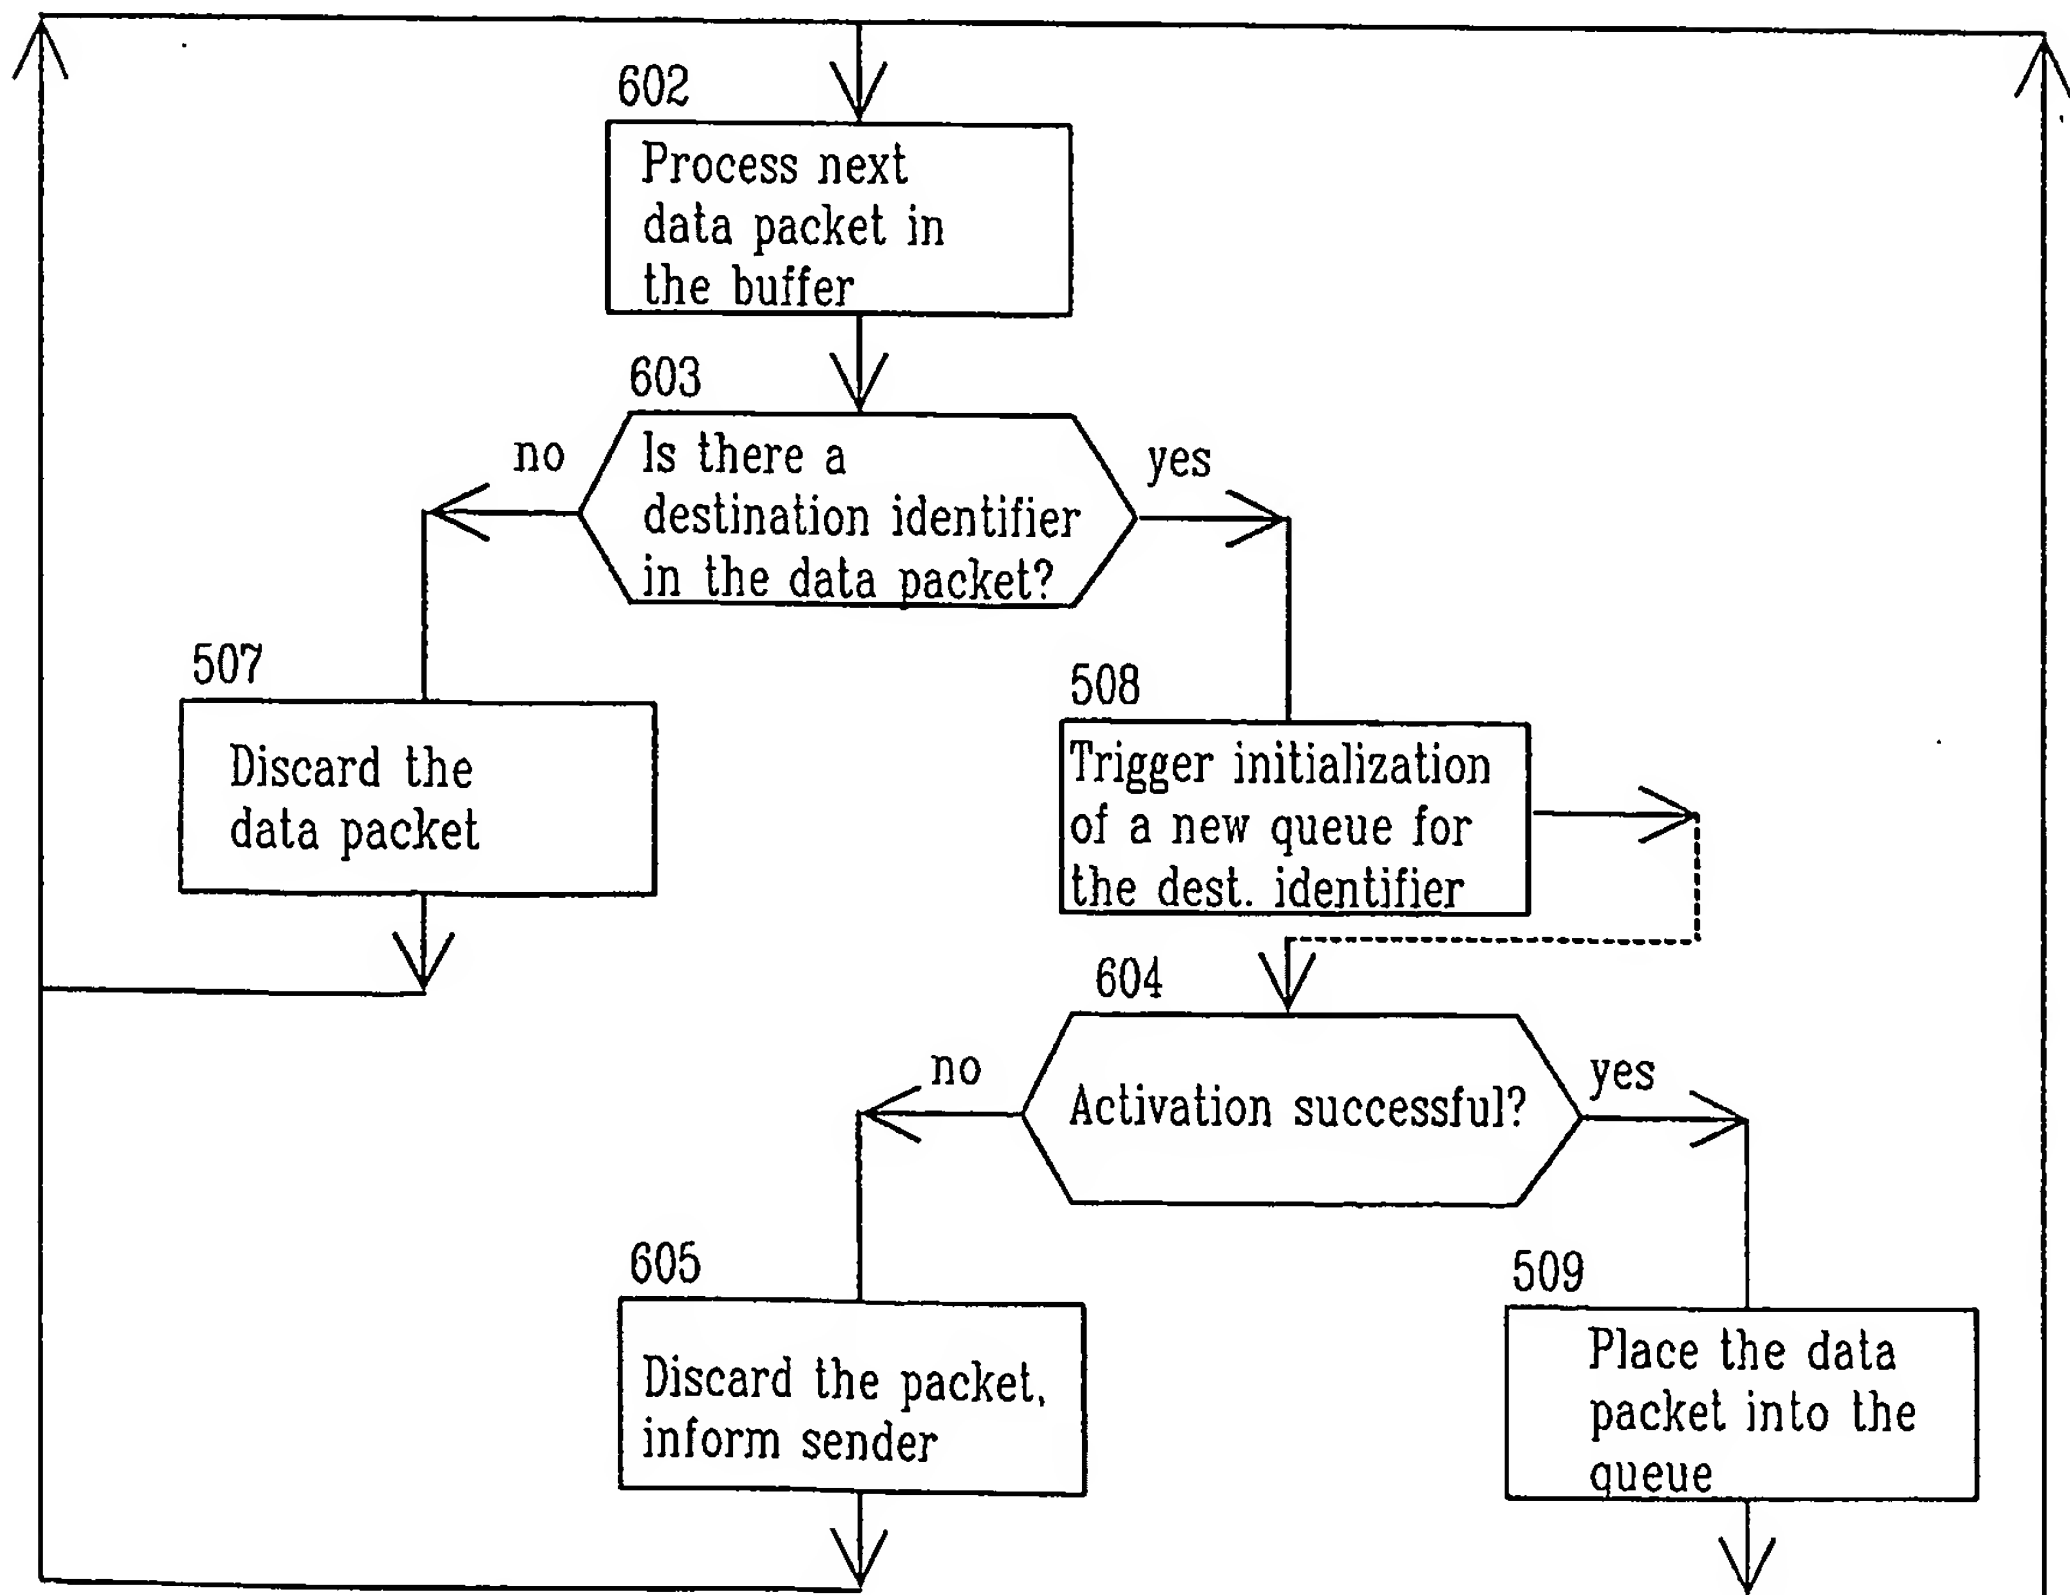 602
Process next
data packet in
the buffer
603
no
Is there a
destination identifier
in the data packet?
yes
507
Discard the
data packet
508
Trigger initialization
of a new queue for
the dest. identifier
604
no
Activation successful?
yes
605
Discard the packet,
inform sender
509
Place the data
packet into the
queue